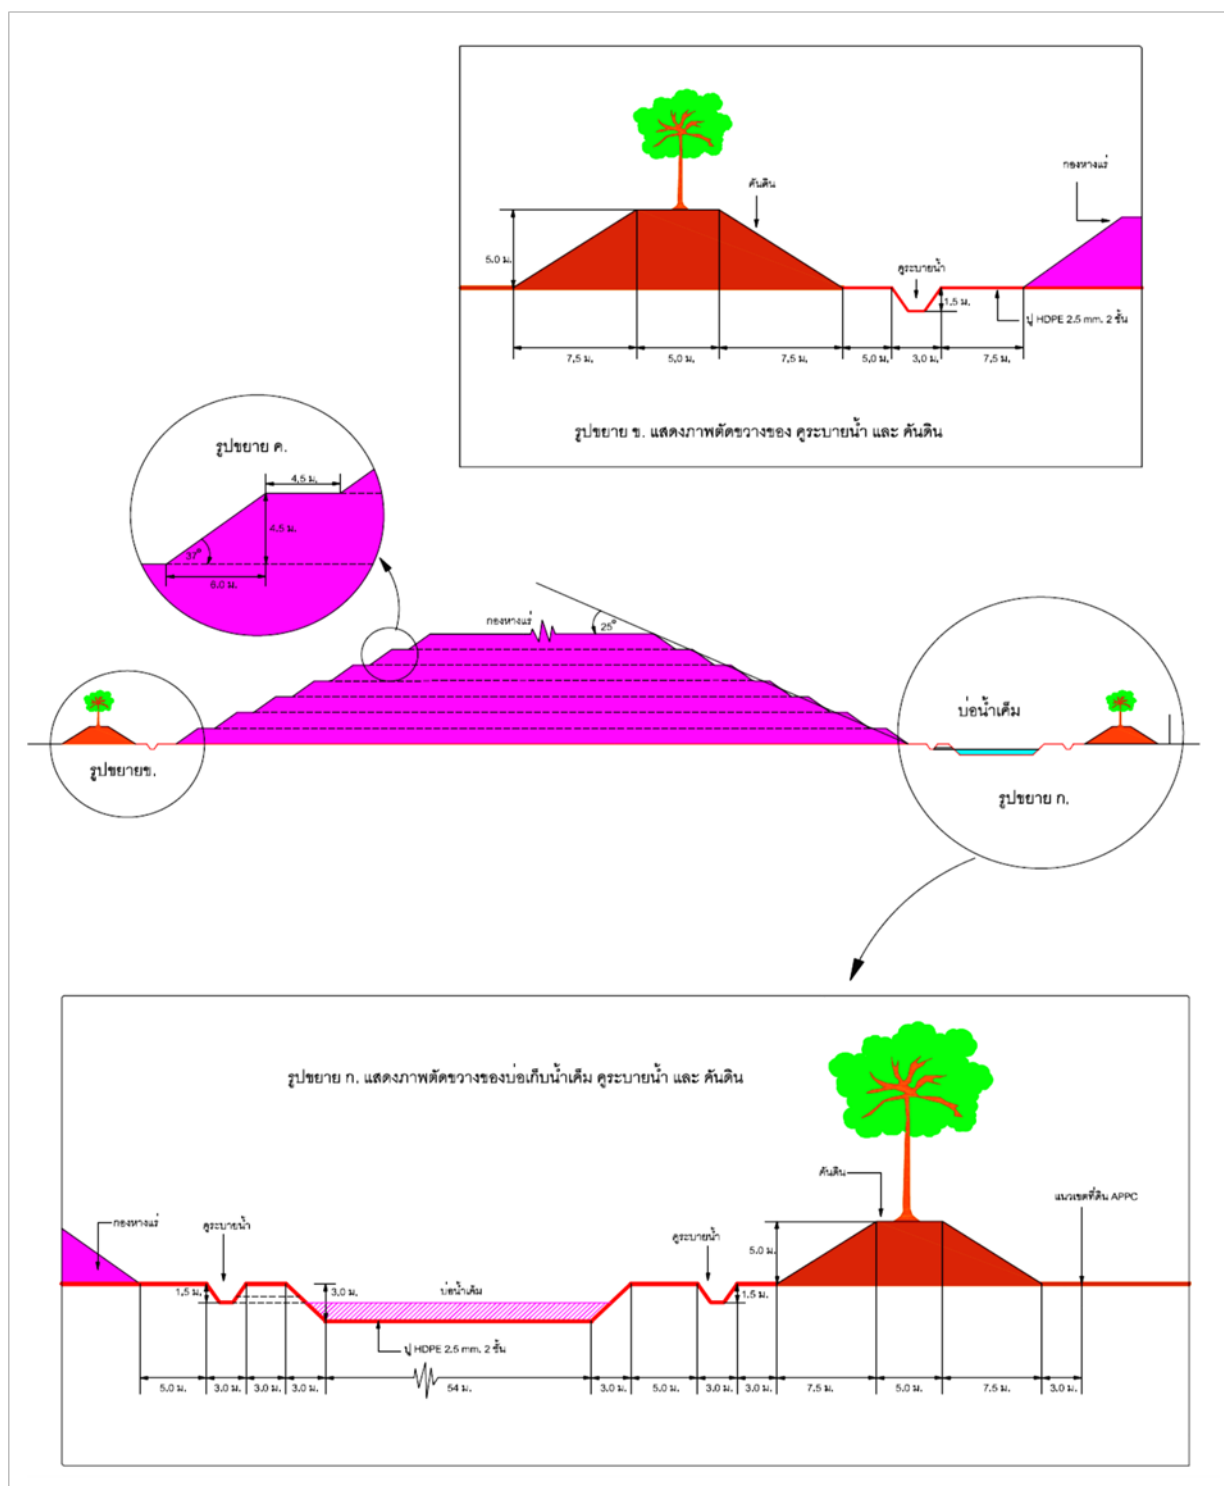 คันดิน
กองหางแร่
5.0 ม.
คูระบายน้ำ
1.5 ม.
ปู HDPE 2.5 mm. 2 ชั้น
7.5 ม. 5.0 ม. 7.5 ม. 5.0 ม. 3.0 ม. 7.5 ม.
รูปขยาย ข. แสดงภาพตัดขวางของ คูระบายน้ำ และ คันดิน
รูปขยาย ค.
4.5 ม.
4.5 ม.
37°
6.0 ม.
กองหางแร่
25°
บ่อน้ำเค็ม
รูปขยายข.
รูปขยาย ก.
รูปขยาย ก. แสดงภาพตัดขวางของบ่อเก็บน้ำเค็ม คูระบายน้ำ และ คันดิน
คันดิน
แนวเขตที่ดิน APPC
กองหางแร่
คูระบายน้ำ
คูระบายน้ำ
5.0 ม.
1.5 ม.
3.0 ม.
บ่อน้ำเค็ม
1.5 ม.
ปู HDPE 2.5 mm. 2 ชั้น
5.0 ม. 3.0 ม. 3.0 ม. 3.0 ม. 54 ม. 3.0 ม. 5.0 ม. 3.0 ม. 3.0 ม. 7.5 ม. 5.0 ม. 7.5 ม. 3.0 ม.